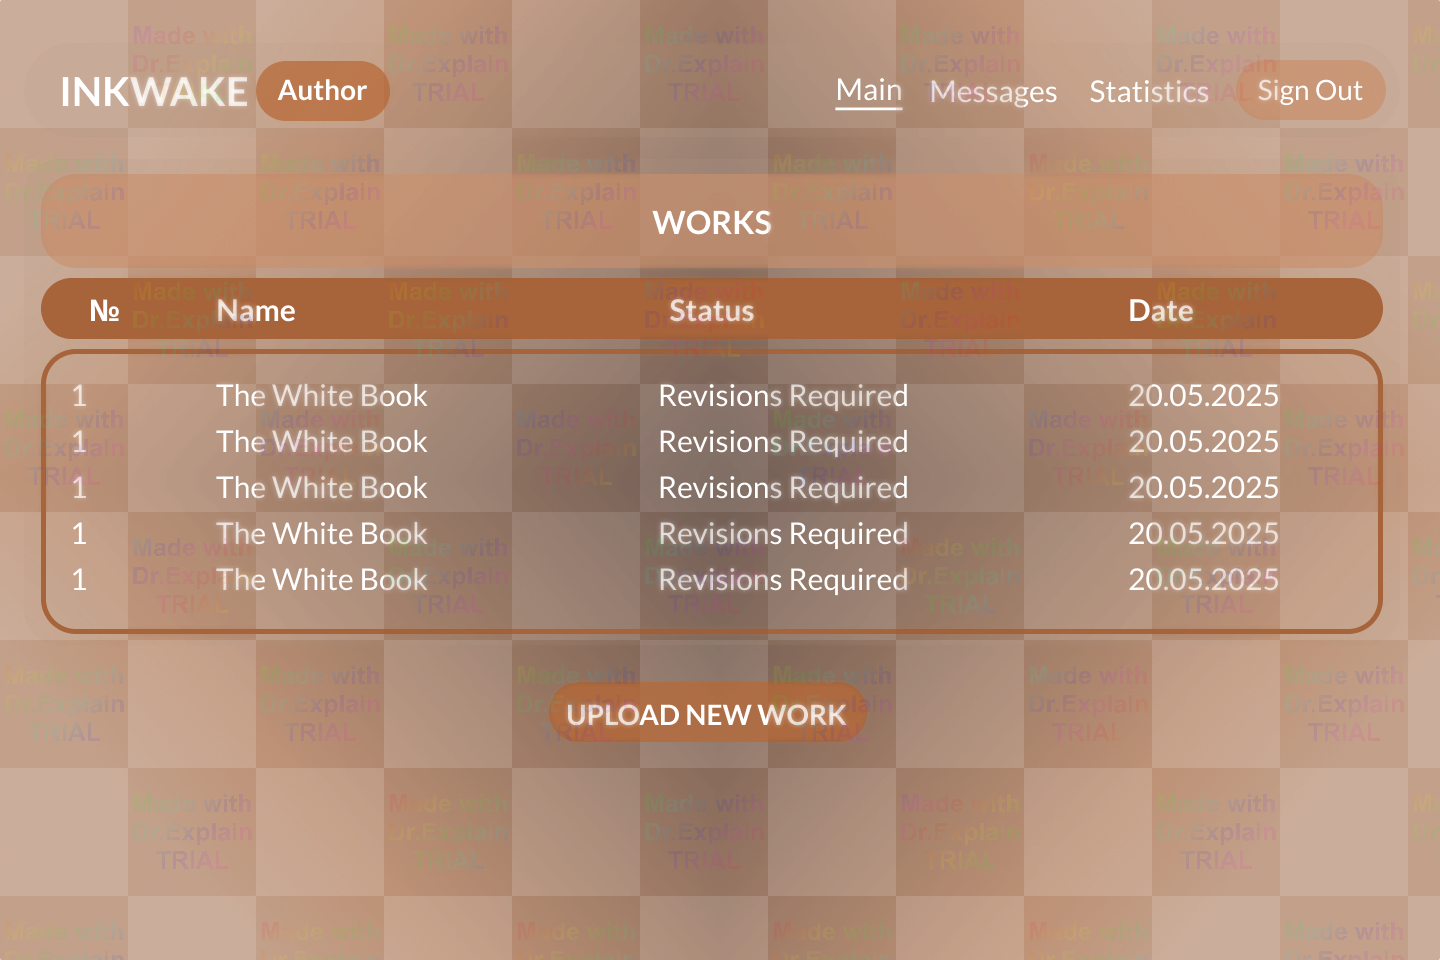 INKWAKE Author Main Messages Statistics Sign Out
WORKS
№ Name Status Date
1 The White Book Revisions Required 20.05.2025
1 The White Book Revisions Required 20.05.2025
1 The White Book Revisions Required 20.05.2025
1 The White Book Revisions Required 20.05.2025
1 The White Book Revisions Required 20.05.2025
UPLOAD NEW WORK
Made with
Dr.Explain
TRIAL